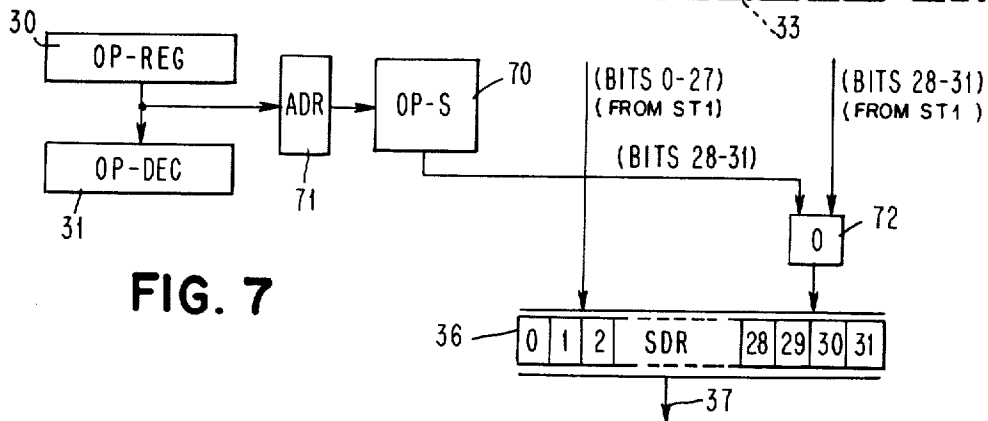 33
30
OP-REG
ADR
OP-S
70
(BITS 0-27)
(FROM ST1)
(BITS 28-31)
(FROM ST1 )
OP-DEC
31
71
(BITS 28-31)
0
72
FIG. 7
36
0 1 2 SDR 28 29 30 31
37